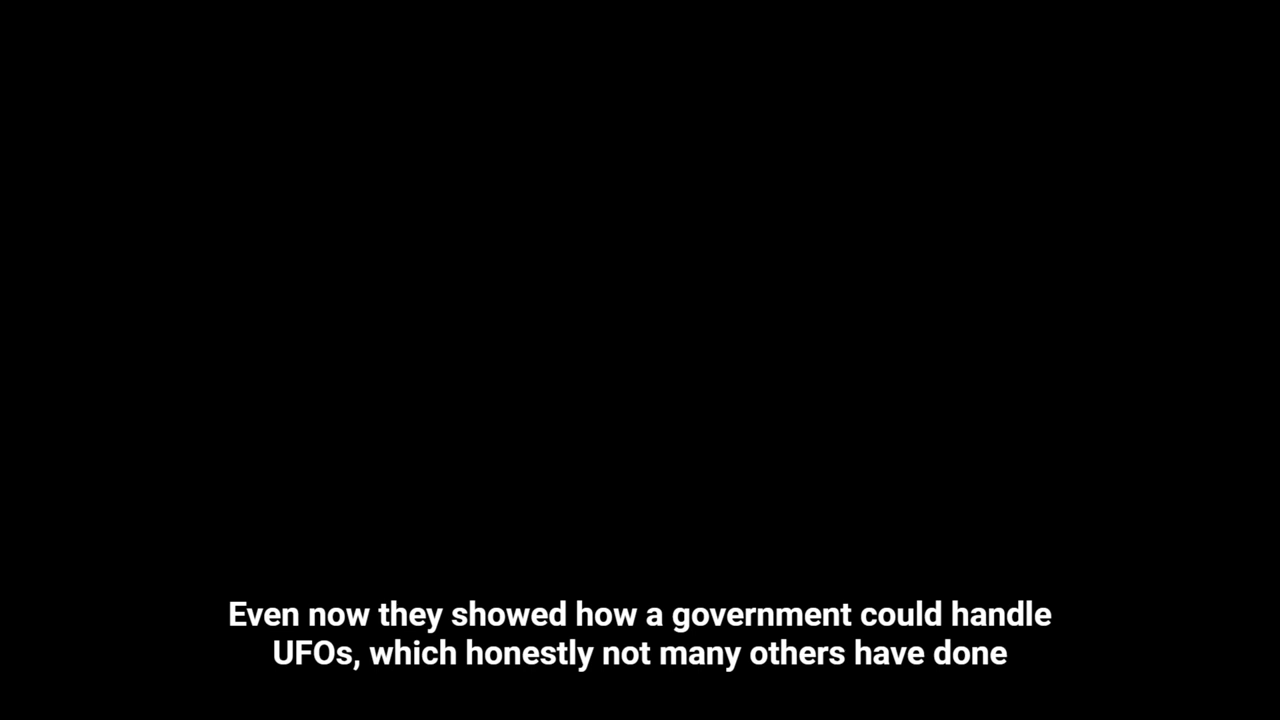 Even now they showed how a government could handle
UFOs, which honestly not many others have done